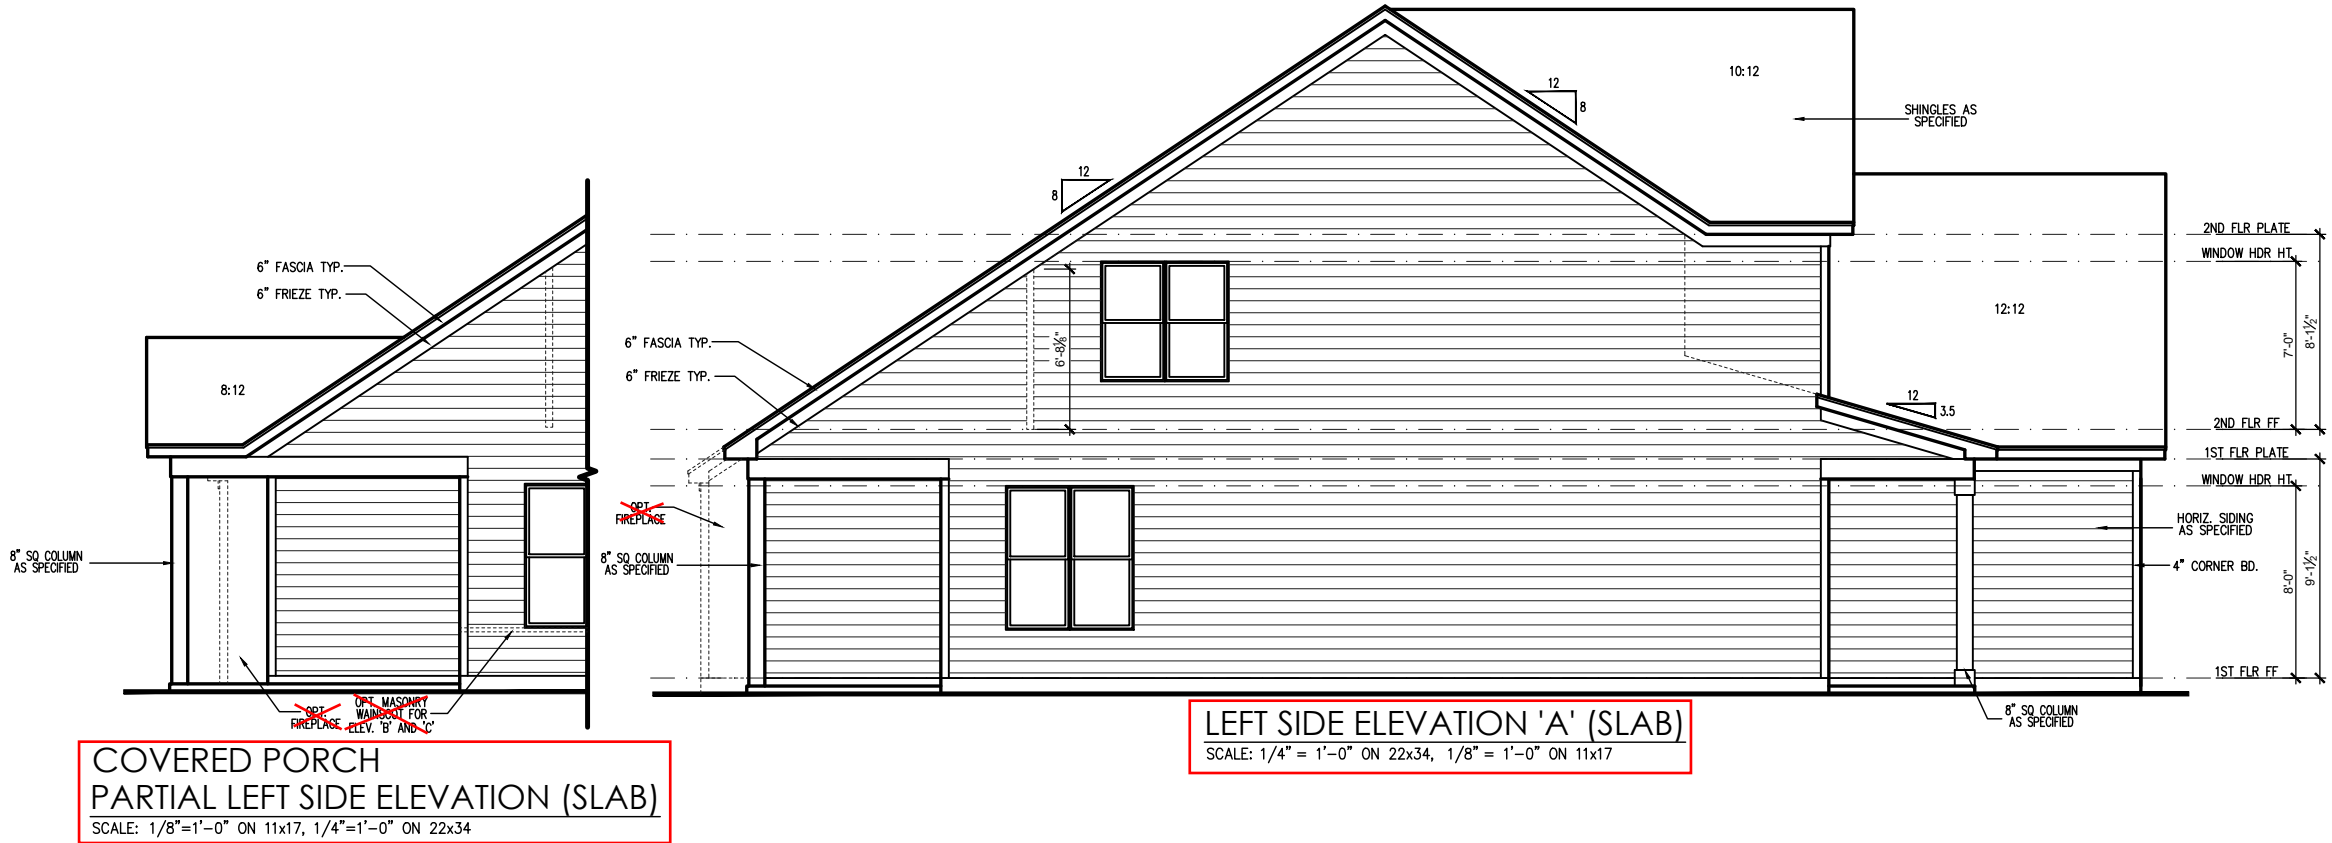 10:12
12
8
SHINGLES AS
SPECIFIED
12
8
2ND FLR PLATE
WINDOW HDR HT.
6" FASCIA TYP.
6" FRIEZE TYP.
12:12
6'-8⅛"
7'-0"
8'-1½"
6" FASCIA TYP.
6" FRIEZE TYP.
8:12
12
3.5
2ND FLR FF
1ST FLR PLATE
WINDOW HDR HT.
OPT.
FIREPLACE
HORIZ. SIDING
AS SPECIFIED
4" CORNER BD.
8" SQ COLUMN
AS SPECIFIED
8" SQ COLUMN
AS SPECIFIED
8'-0"
9'-1½"
1ST FLR FF
OPT.
FIREPLACE
OPT. MASONRY
WAINSCOT FOR
ELEV. 'B' AND 'C'
8" SQ COLUMN
AS SPECIFIED
LEFT SIDE ELEVATION 'A' (SLAB)
SCALE: 1/4" = 1'-0" ON 22x34, 1/8" = 1'-0" ON 11x17
COVERED PORCH
PARTIAL LEFT SIDE ELEVATION (SLAB)
SCALE: 1/8"=1'-0" ON 11x17, 1/4"=1'-0" ON 22x34